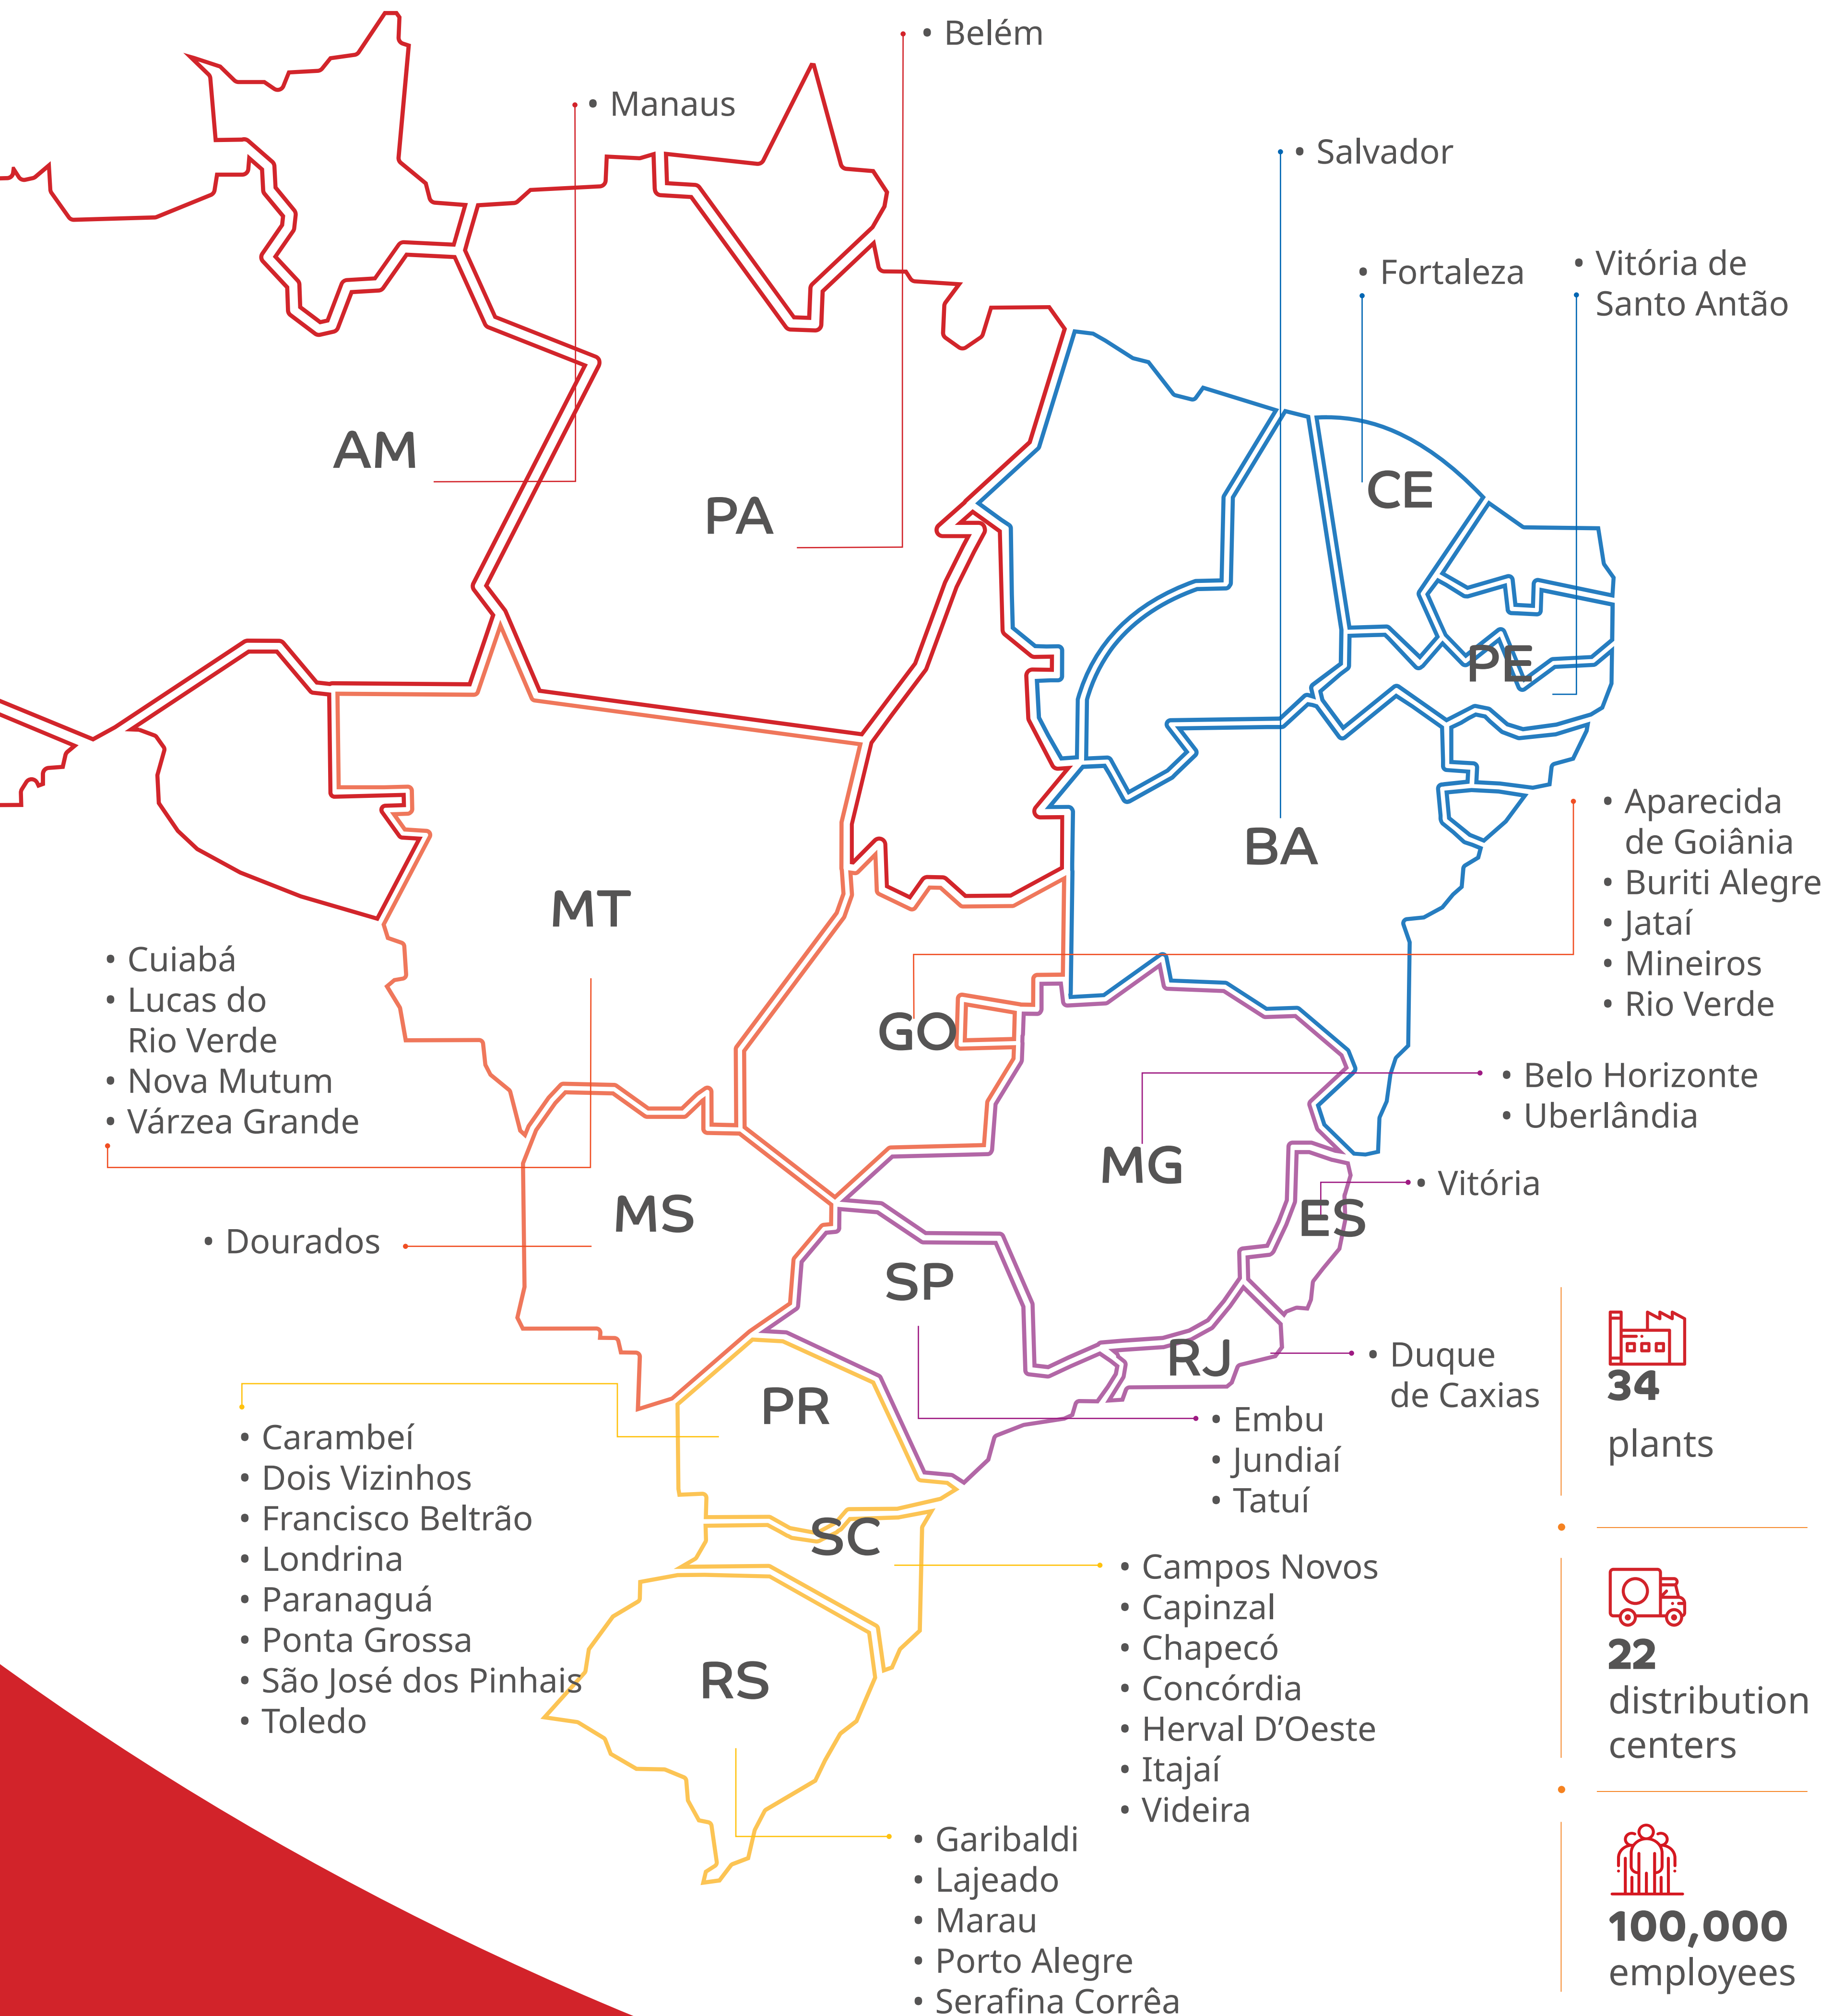 • Belém
• Manaus
• Salvador
• Fortaleza
• Vitória de
Santo Antão
AM
PA
CE
PE
BA
• Aparecida
de Goiânia
• Buriti Alegre
• Jataí
• Mineiros
• Rio Verde
MT
• Cuiabá
• Lucas do
Rio Verde
• Nova Mutum
• Várzea Grande
GO
• Belo Horizonte
• Uberlândia
MG
• Vitória
ES
MS
• Dourados
SP
RJ
• Duque
de Caxias
PR
• Embu
• Jundiaí
• Tatuí
• Carambeí
• Dois Vizinhos
• Francisco Beltrão
• Londrina
• Paranaguá
• Ponta Grossa
• São José dos Pinhais
• Toledo
SC
• Campos Novos
• Capinzal
• Chapecó
• Concórdia
• Herval D’Oeste
• Itajaí
• Videira
RS
• Garibaldi
• Lajeado
• Marau
• Porto Alegre
• Serafina Corrêa
34
plants
22
distribution
centers
100,000
employees